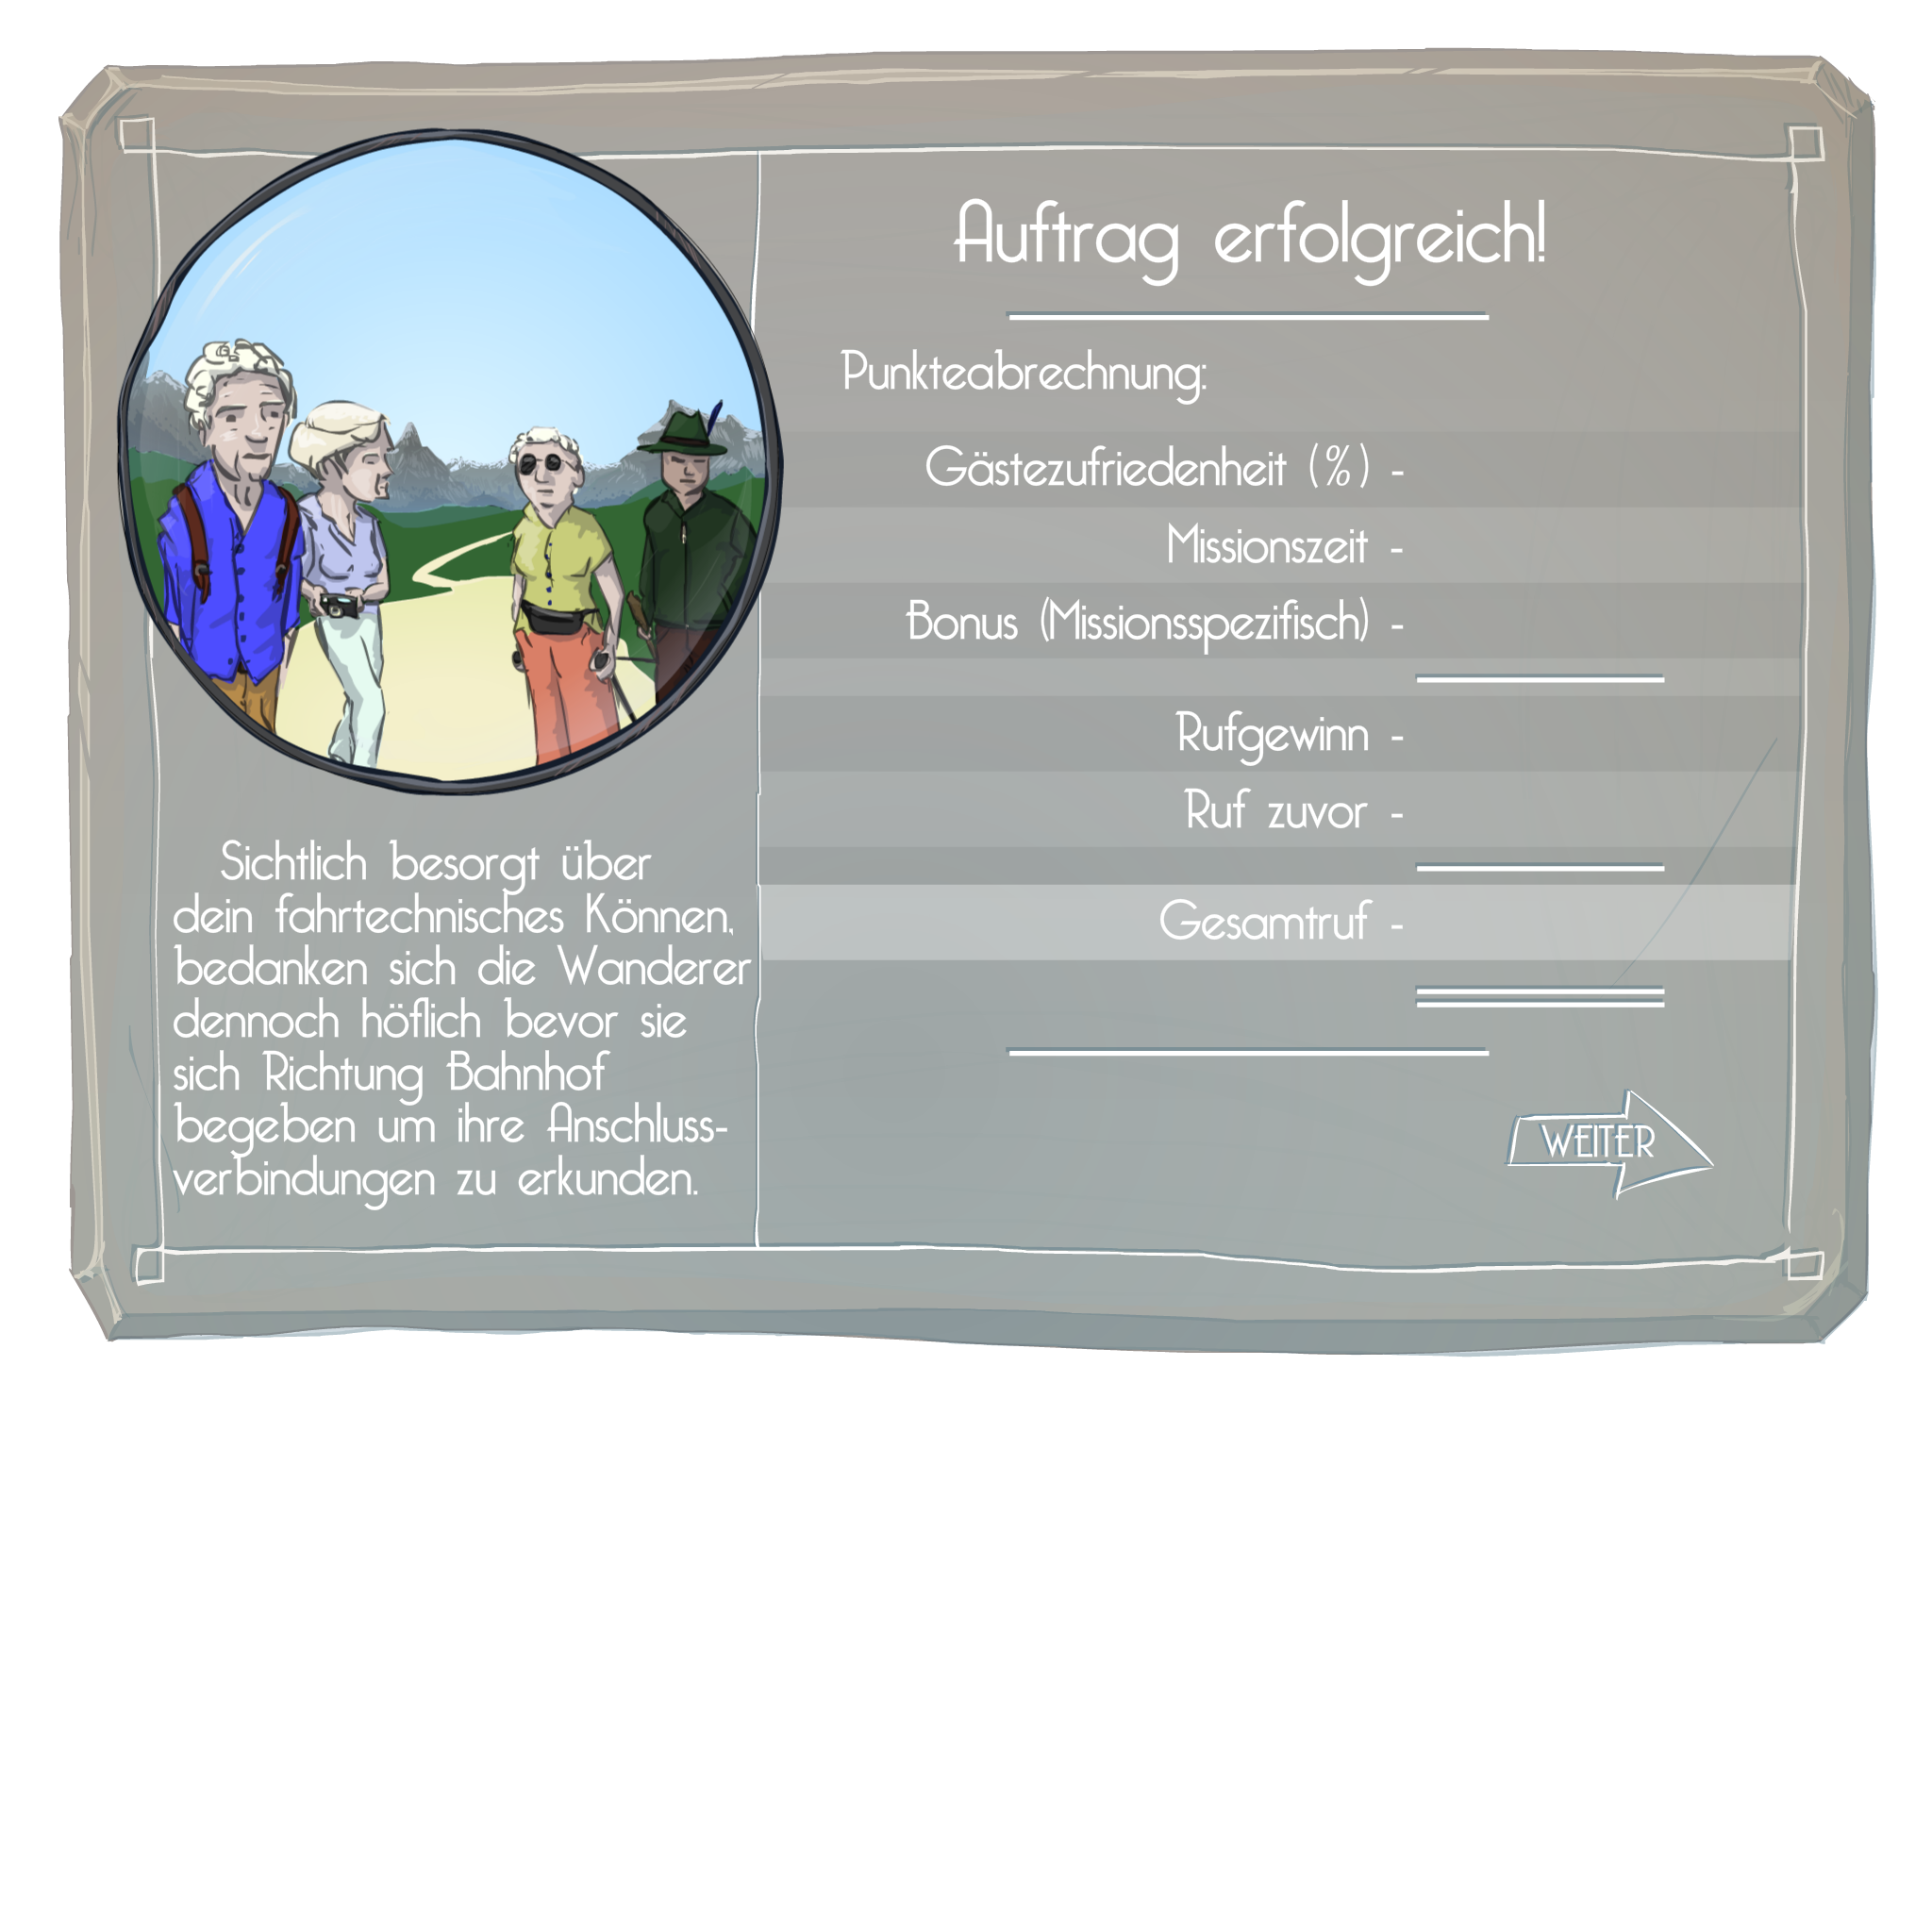 Auftrag erfolgreich!
Punkteabrechnung:
Gästezufriedenheit (%) -
Missionszeit -
Bonus (Missionsspezifisch) -
Rufgewinn -
Ruf zuvor -
Gesamtruf -
Sichtlich besorgt über
dein fahrtechnisches Können,
bedanken sich die Wanderer
dennoch höflich bevor sie
sich Richtung Bahnhof
begeben um ihre Anschluss-
verbindungen zu erkunden.
WEITER